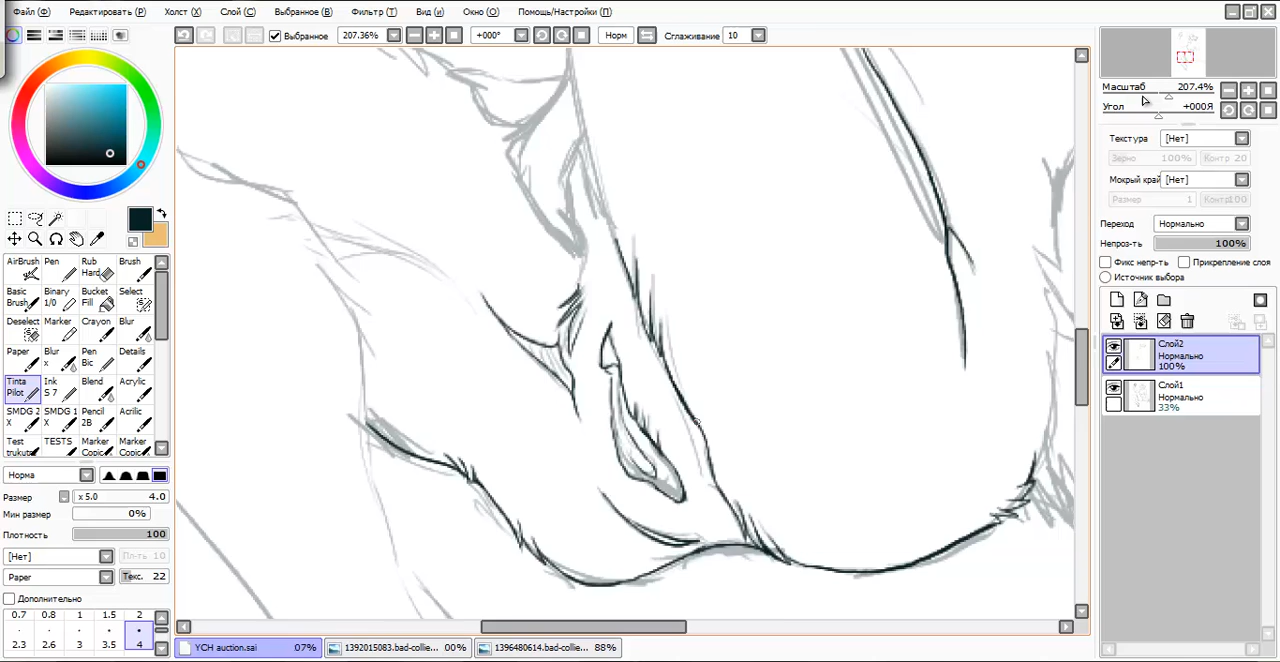 Файл (Ф) Редактировать (Р) Холст (X) Слой (C) Выбранное (В) Фильтр (T) Вид (и) Окно (O) Помощь/Настройки (П)
Выбранное 207.36% +000° Норм Сглаживание 10
Масштаб 207.4%
Угол +000Я
Текстура [Нет]
Зерно 100% Контр 20
Мокрый край [Нет]
Размер 1 Контр100
Переход Нормально
Непроз-ть 100%
Фикс непр-ть Прикрепление слоя
Источник выбора
Слой2
Нормально
100%
Слой1
Нормально
33%
AirBrush Pen Rub Hard Brush
Basic Brush Binary 1/0 Bucket Fill Select
Deselect Marker Crayon Blur
Paper Blur x Pen Bic Details
Tinta Pilot Ink S 7 Blend Acrylic
SMDG 2 X SMDG 1 X Pencil 2B Acrilic
Test trukut TESTS Marker Copic Marker Copic
Норма
Размер x 5.0 4.0
Мин размер 0%
Плотность 100
[Нет] Пл-ть 10
Paper Текс. 22
Дополнительно
0.7 0.8 1 1.5 2
2.3 2.6 3 3.5 4
YCH auction.sai 07% 1392015083.bad-collie... 00% 1396480614.bad-collie... 88%